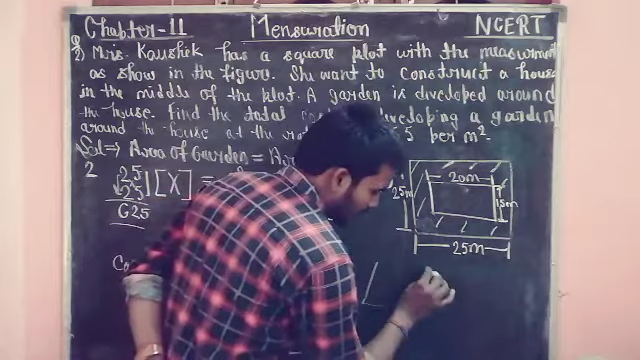 Chapter-11 Mensuration NCERT
Q
2) Mrs. Kaushek has a square plot with the measurment
as show in the figure. She want to construct a house
in the middle of the plot. A garden is dieveloped around
the house. Find the total developing a garden
around the house at the 5 per m².
Sol⇒ Area of Garden =
2
25
25
625
[X] =
20m
25m
15m
25m
L